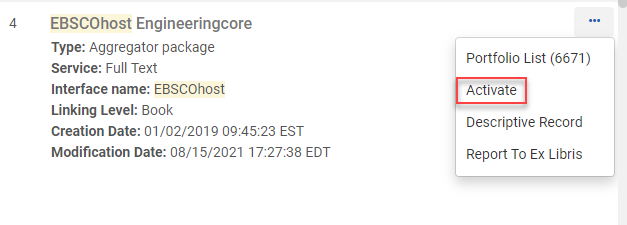 4 EBSCOhost Engineeringcore
Type: Aggregator package
Service: Full Text
Interface name: EBSCOhost
Linking Level: Book
Creation Date: 01/02/2019 09:45:23 EST
Modification Date: 08/15/2021 17:27:38 EDT
Portfolio List (6671)
Activate
Descriptive Record
Report To Ex Libris